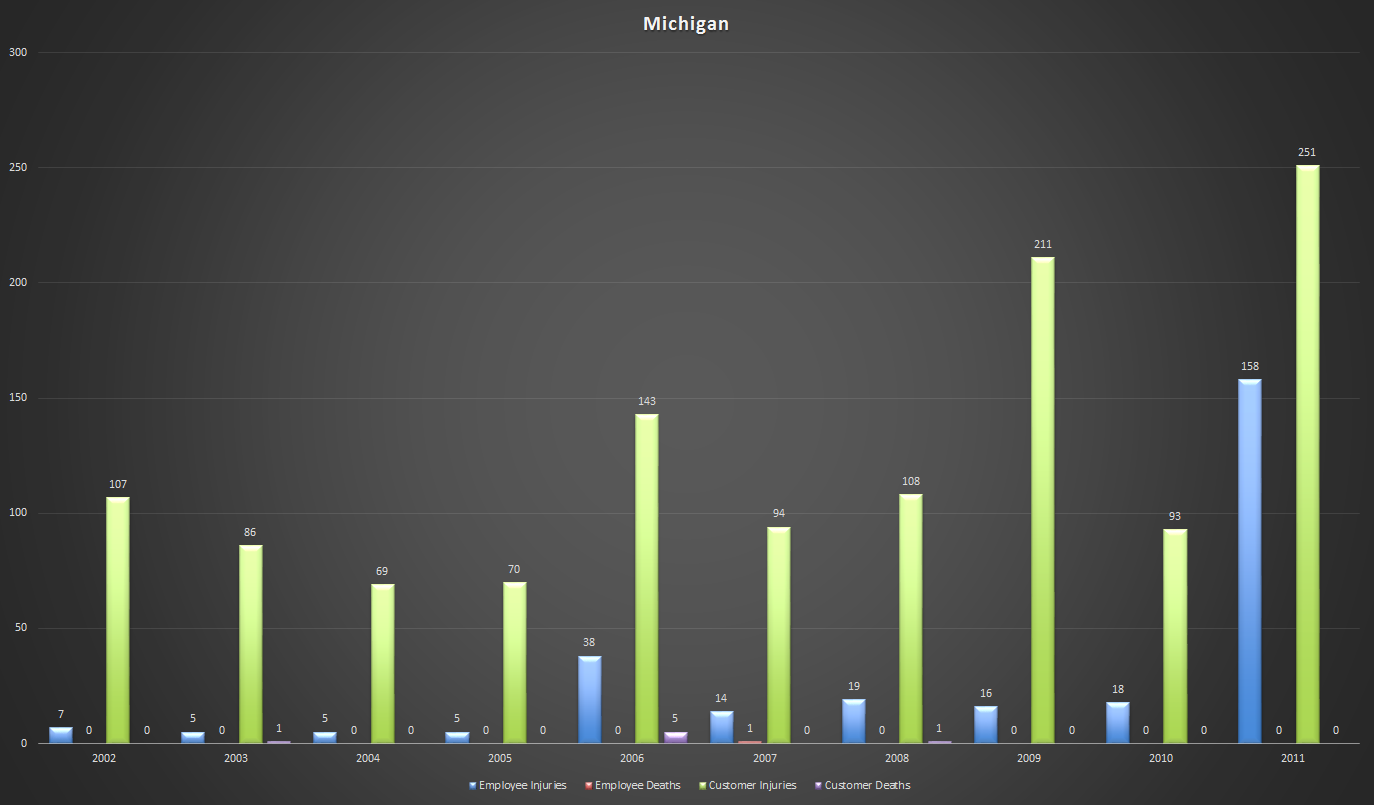 Michigan
300
250
200
150
100
50
0
7 0 107 0
5 0 86 1
5 0 69 0
5 0 70 0
38 0 143 5
14 1 94 0
19 0 108 1
16 0 211 0
18 0 93 0
158 0 251 0
2002 2003 2004 2005 2006 2007 2008 2009 2010 2011
Employee Injuries Employee Deaths Customer Injuries Customer Deaths